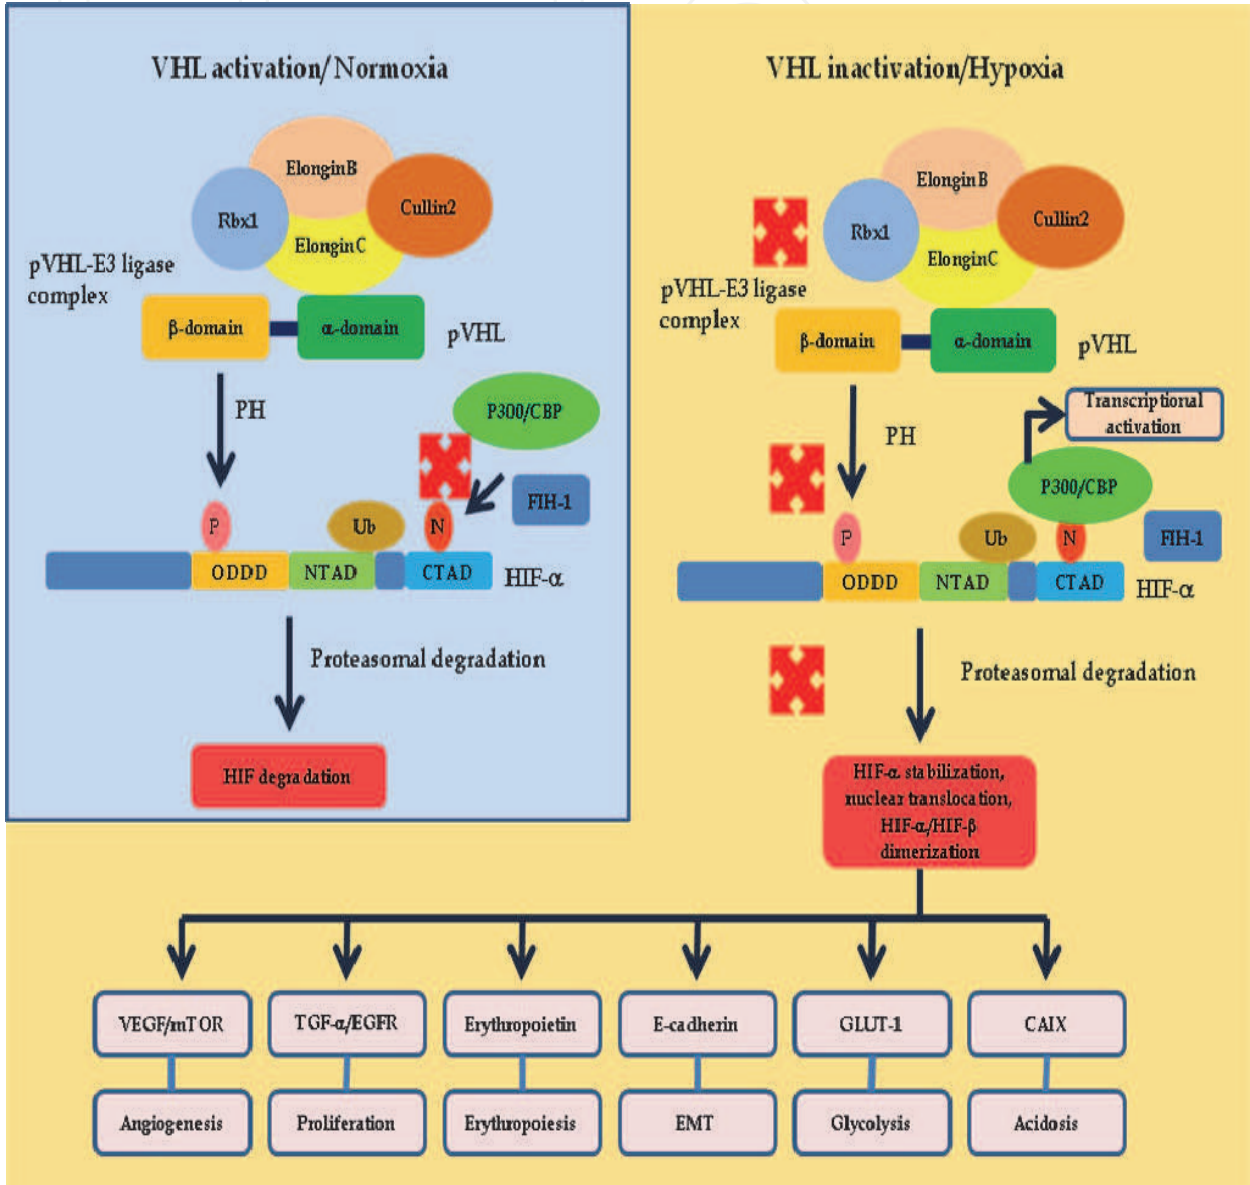 VHL activation/ Normoxia
ElonginB
Rbx1
Cullin2
ElonginC
pVHL-E3 ligase
complex
β-domain
α-domain
pVHL
PH
P300/CBP
FIH-1
P
Ub
N
ODDD
NTAD
CTAD
HIF-α
Proteasomal degradation
HIF degradation
VHL inactivation/Hypoxia
ElonginB
Rbx1
Cullin2
ElonginC
pVHL-E3 ligase
complex
β-domain
α-domain
pVHL
Transcriptional
activation
PH
P300/CBP
FIH-1
P
Ub
N
ODDD
NTAD
CTAD
HIF-α
Proteasomal degradation
HIF-α stabilization,
nuclear translocation,
HIF-α/HIF-β
dimerization
VEGF/mTOR
TGF-α/EGFR
Erythropoietin
E-cadherin
GLUT-1
CAIX
Angiogenesis
Proliferation
Erythropoiesis
EMT
Glycolysis
Acidosis